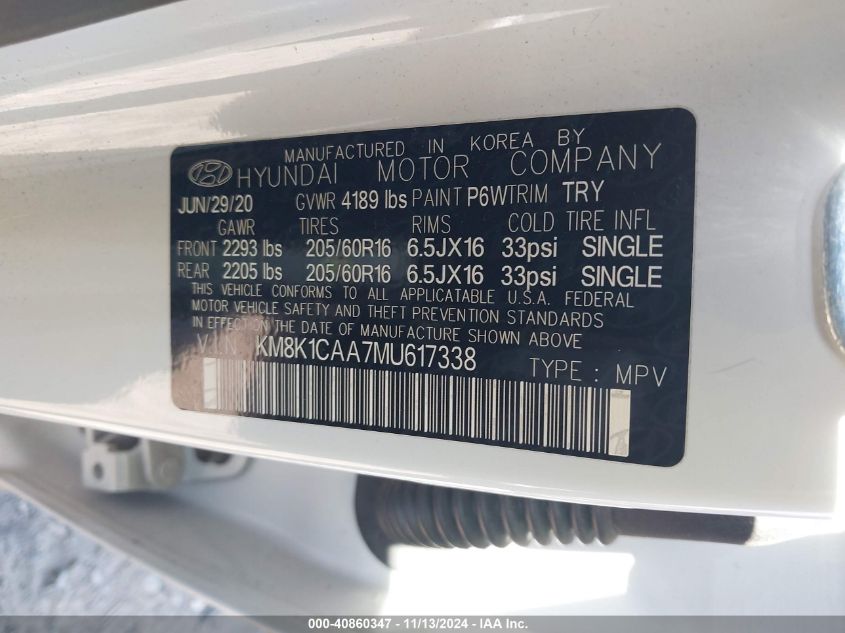 MANUFACTURED IN KOREA BY
HYUNDAI MOTOR COMPANY
JUN/29/20 GVWR 4189 lbs PAINT P6W TRIM TRY
GAWR TIRES RIMS COLD TIRE INFL
FRONT 2293 lbs 205/60R16 6.5JX16 33psi SINGLE
REAR 2205 lbs 205/60R16 6.5JX16 33psi SINGLE
THIS VEHICLE CONFORMS TO ALL APPLICATABLE U.S.A. FEDERAL
MOTOR VEHICLE SAFETY AND THEFT PREVENTION STANDARDS
IN EFFECT ON THE DATE OF MANUFACTURE SHOWN ABOVE
VIN: KM8K1CAA7MU617338 TYPE : MPV
000-40860347 - 11/13/2024 - IAA, Inc.